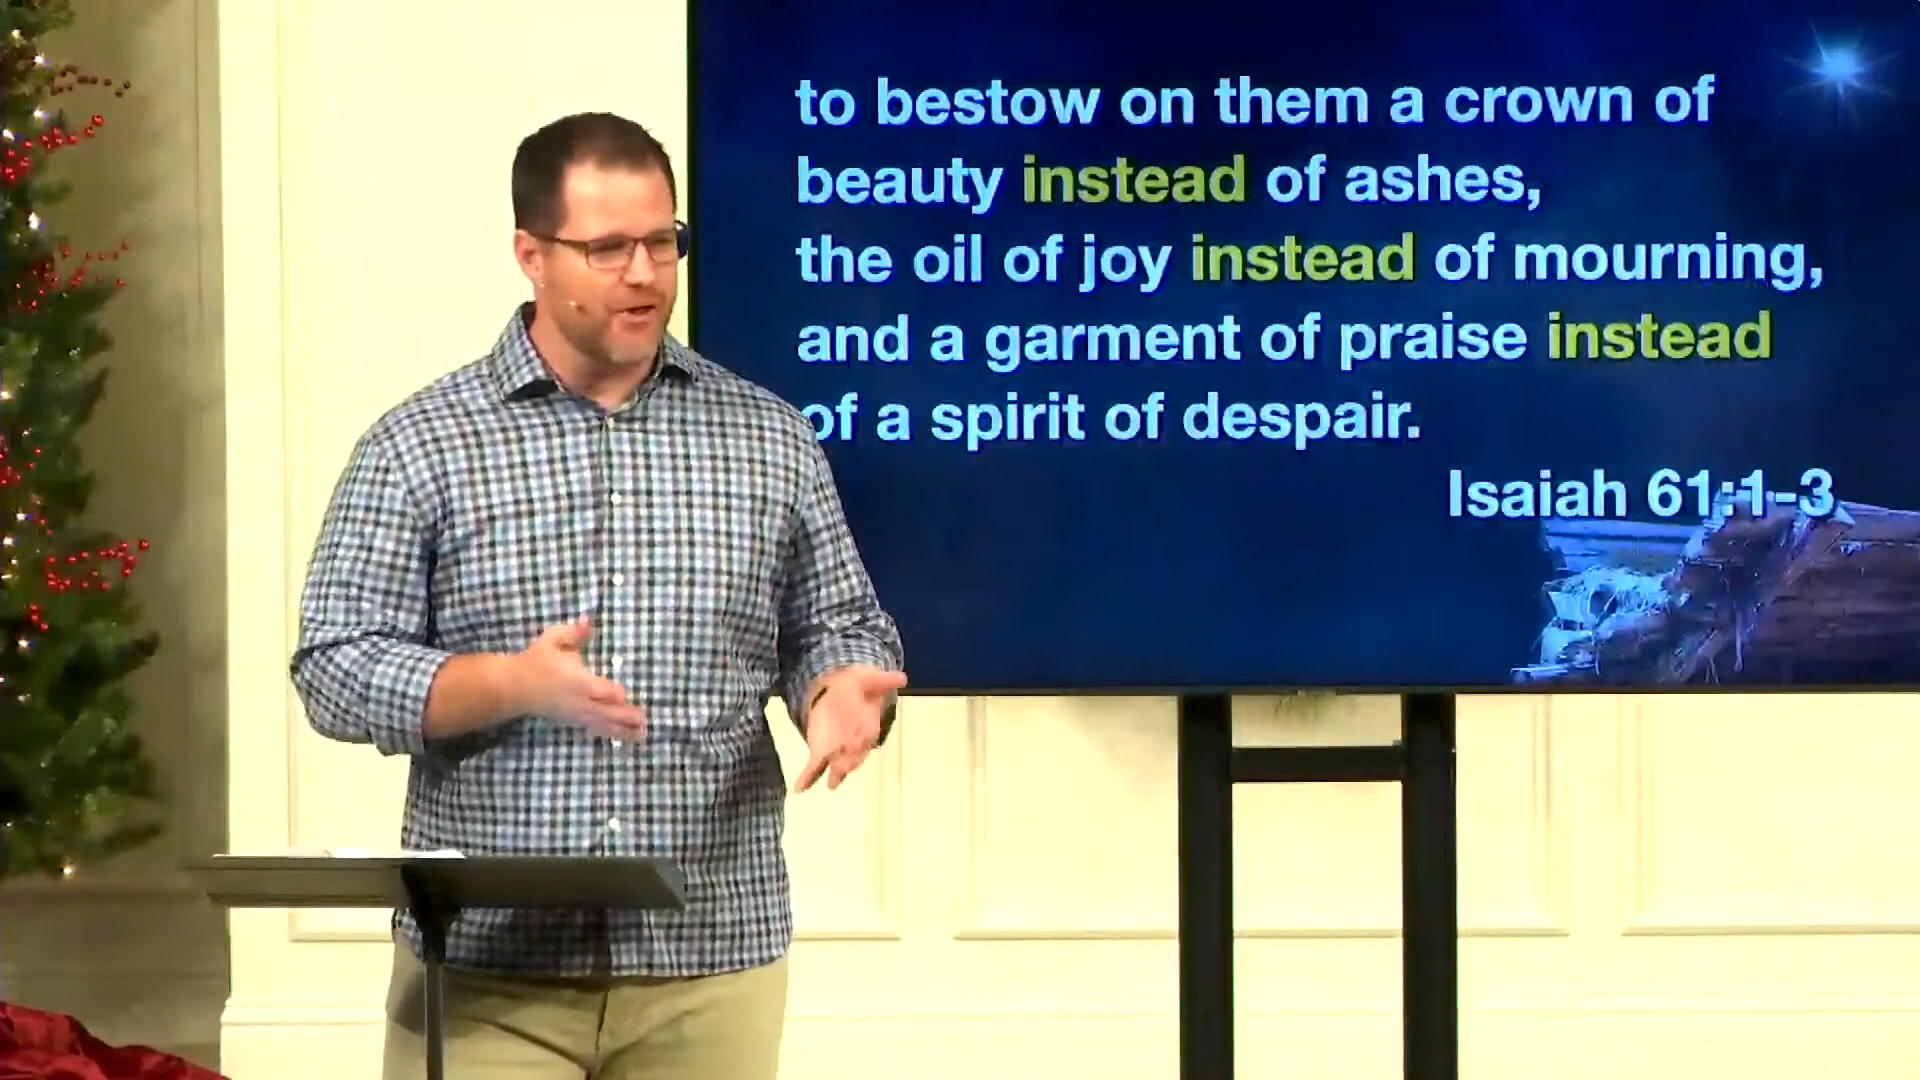 to bestow on them a crown of
beauty instead of ashes,
the oil of joy instead of mourning,
and a garment of praise instead
of a spirit of despair.
Isaiah 61:1-3